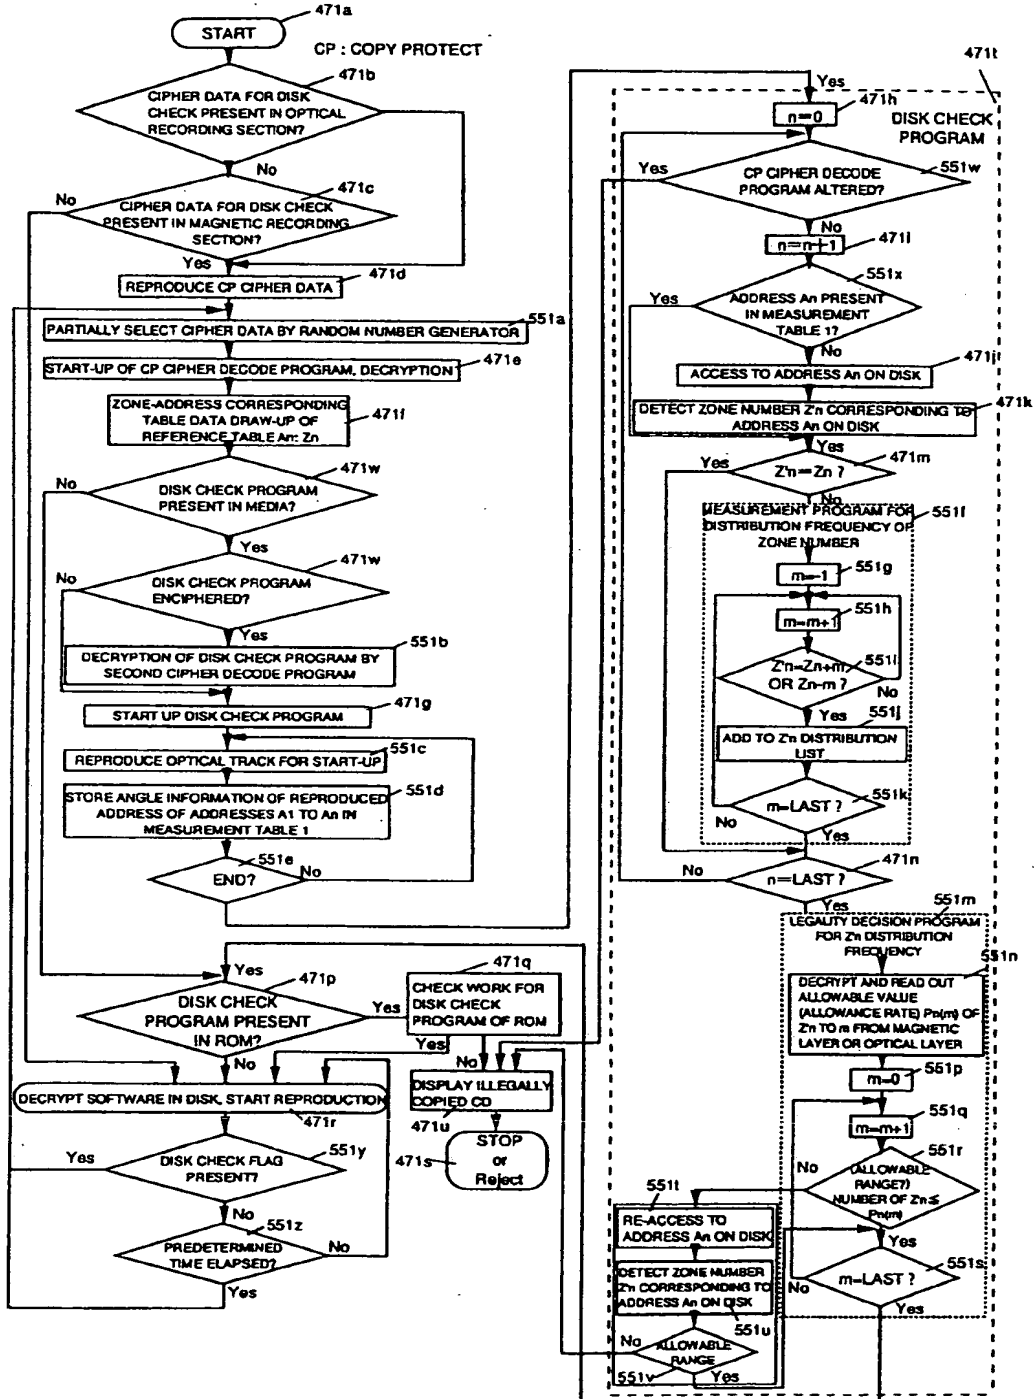 471a
START
CP : COPY PROTECT
471b
CIPHER DATA FOR DISK
CHECK PRESENT IN OPTICAL
RECORDING SECTION?
No
471c
No
CIPHER DATA FOR DISK CHECK
PRESENT IN MAGNETIC RECORDING
SECTION?
Yes
471d
REPRODUCE CP CIPHER DATA
551a
PARTIALLY SELECT CIPHER DATA BY RANDOM NUMBER GENERATOR
471e
START-UP OF CP CIPHER DECODE PROGRAM, DECRYPTION
ZONE-ADDRESS CORRESPONDING
TABLE DATA DRAW-UP OF
REFERENCE TABLE An: Zn
471f
471w
No
DISK CHECK PROGRAM
PRESENT IN MEDIA?
Yes
471w
No
DISK CHECK PROGRAM
ENCIPHERED?
Yes
551b
DECRYPTION OF DISK CHECK PROGRAM BY
SECOND CIPHER DECODE PROGRAM
471g
START UP DISK CHECK PROGRAM
551c
REPRODUCE OPTICAL TRACK FOR START-UP
551d
STORE ANGLE INFORMATION OF REPRODUCED
ADDRESS OF ADDRESSES A1 TO An IN
MEASUREMENT TABLE 1
551e
END?
No
Yes
471p
DISK CHECK
PROGRAM PRESENT
IN ROM?
Yes
No
471q
CHECK WORK FOR
DISK CHECK
PROGRAM OF ROM
Yes
No
DECRYPT SOFTWARE IN DISK, START REPRODUCTION
471r
DISPLAY ILLEGALLY
COPIED CD
471u
STOP
or
Reject
471s
551y
Yes
DISK CHECK FLAG
PRESENT?
No
551z
PREDETERMINED
TIME ELAPSED?
No
Yes
471t
Yes
471h
n=0
DISK CHECK
PROGRAM
Yes
551w
CP CIPHER DECODE
PROGRAM ALTERED?
No
n=n+1
471i
551x
Yes
ADDRESS An PRESENT
IN MEASUREMENT
TABLE 1?
No
471j
ACCESS TO ADDRESS An ON DISK
DETECT ZONE NUMBER Z'n CORRESPONDING TO
ADDRESS An ON DISK
471k
Yes
471m
Yes
Z'n=Zn ?
No
MEASUREMENT PROGRAM FOR
DISTRIBUTION FREQUENCY OF
ZONE NUMBER
551f
551g
m=-1
551h
m=m+1
Z'n=Zn+m,
OR Zn-m ?
551i
No
Yes
551j
ADD TO Z'n DISTRIBUTION
LIST
551k
m=LAST ?
No
Yes
471n
No
n=LAST ?
Yes
551m
LEGALITY DECISION PROGRAM
FOR Z'n DISTRIBUTION
FREQUENCY
551n
DECRYPT AND READ OUT
ALLOWABLE VALUE
(ALLOWANCE RATE) Pn(m) OF
Z'n TO m FROM MAGNETIC
LAYER OR OPTICAL LAYER
551p
m=0
551q
m=m+1
551r
No
(ALLOWABLE
RANGE?)
NUMBER OF Z'n ≤
Pn(m)
Yes
551s
m=LAST ?
No
Yes
551t
RE-ACCESS TO
ADDRESS An ON DISK
DETECT ZONE NUMBER
Z'n CORRESPONDING TO
ADDRESS An ON DISK
551u
No
ALLOWABLE
RANGE
551v
Yes